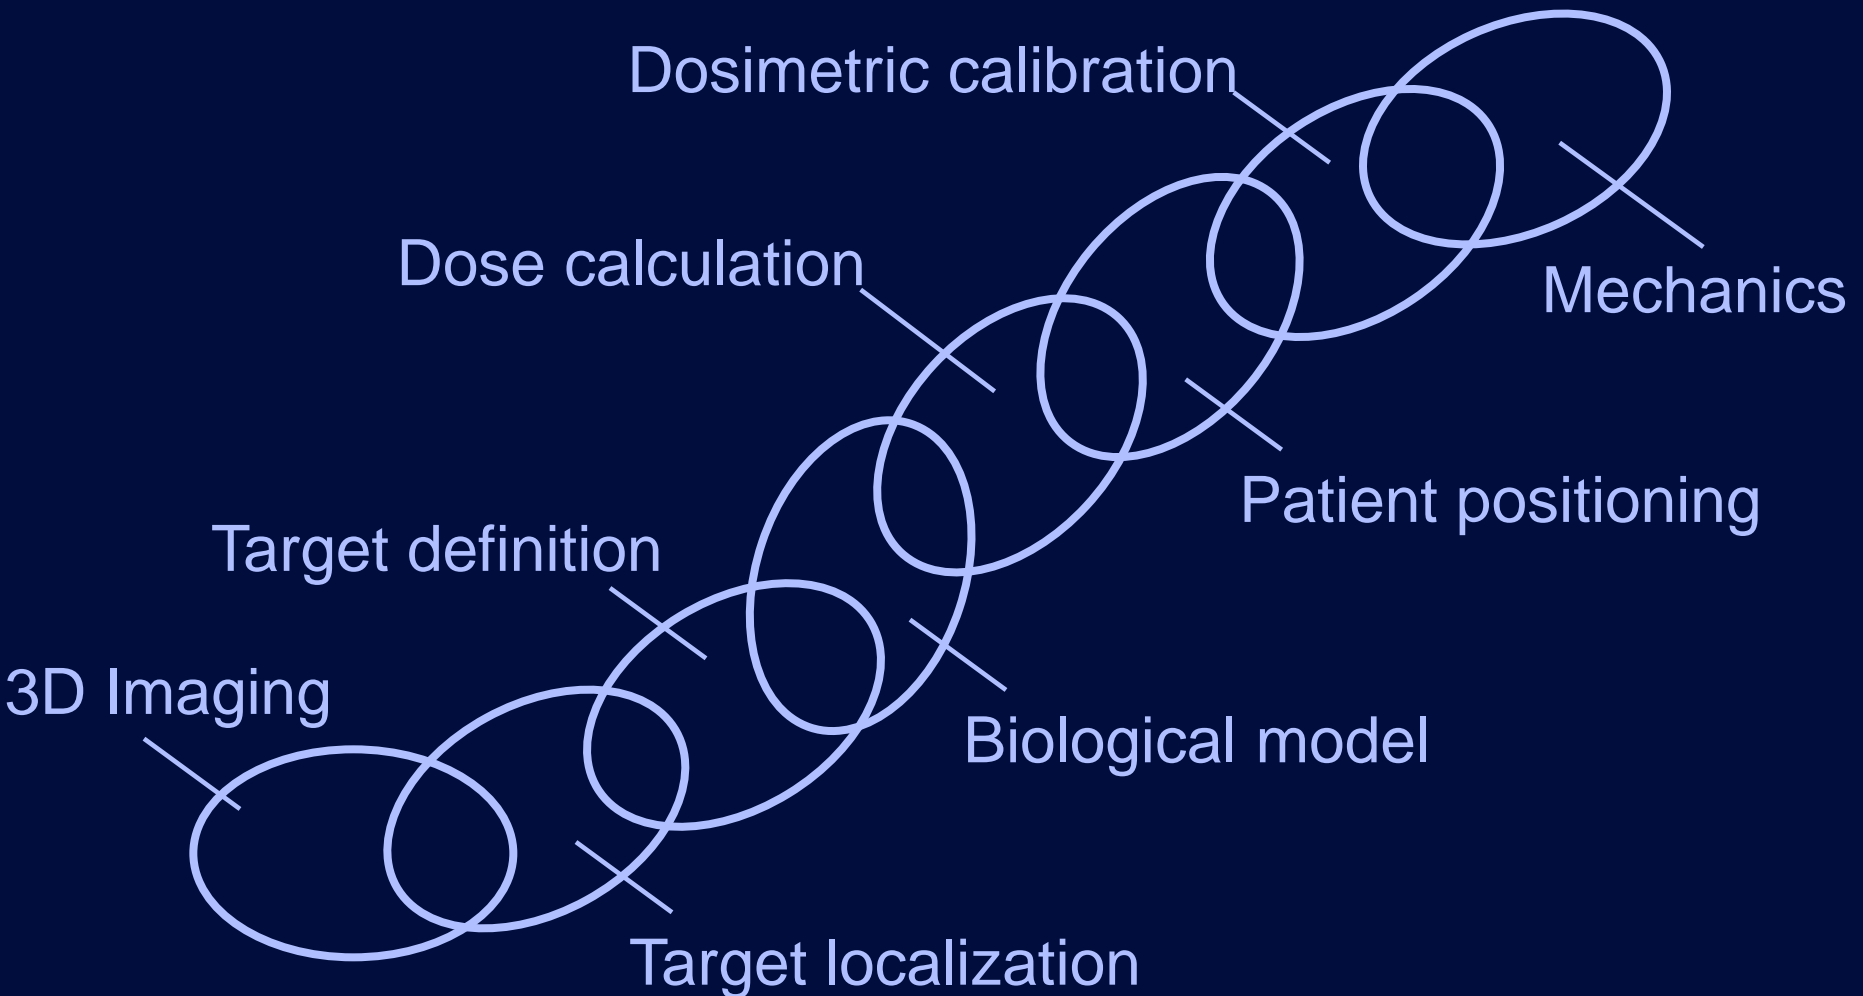 Dosimetric calibration
Dose calculation
Mechanics
Patient positioning
Target definition
3D Imaging
Biological model
Target localization